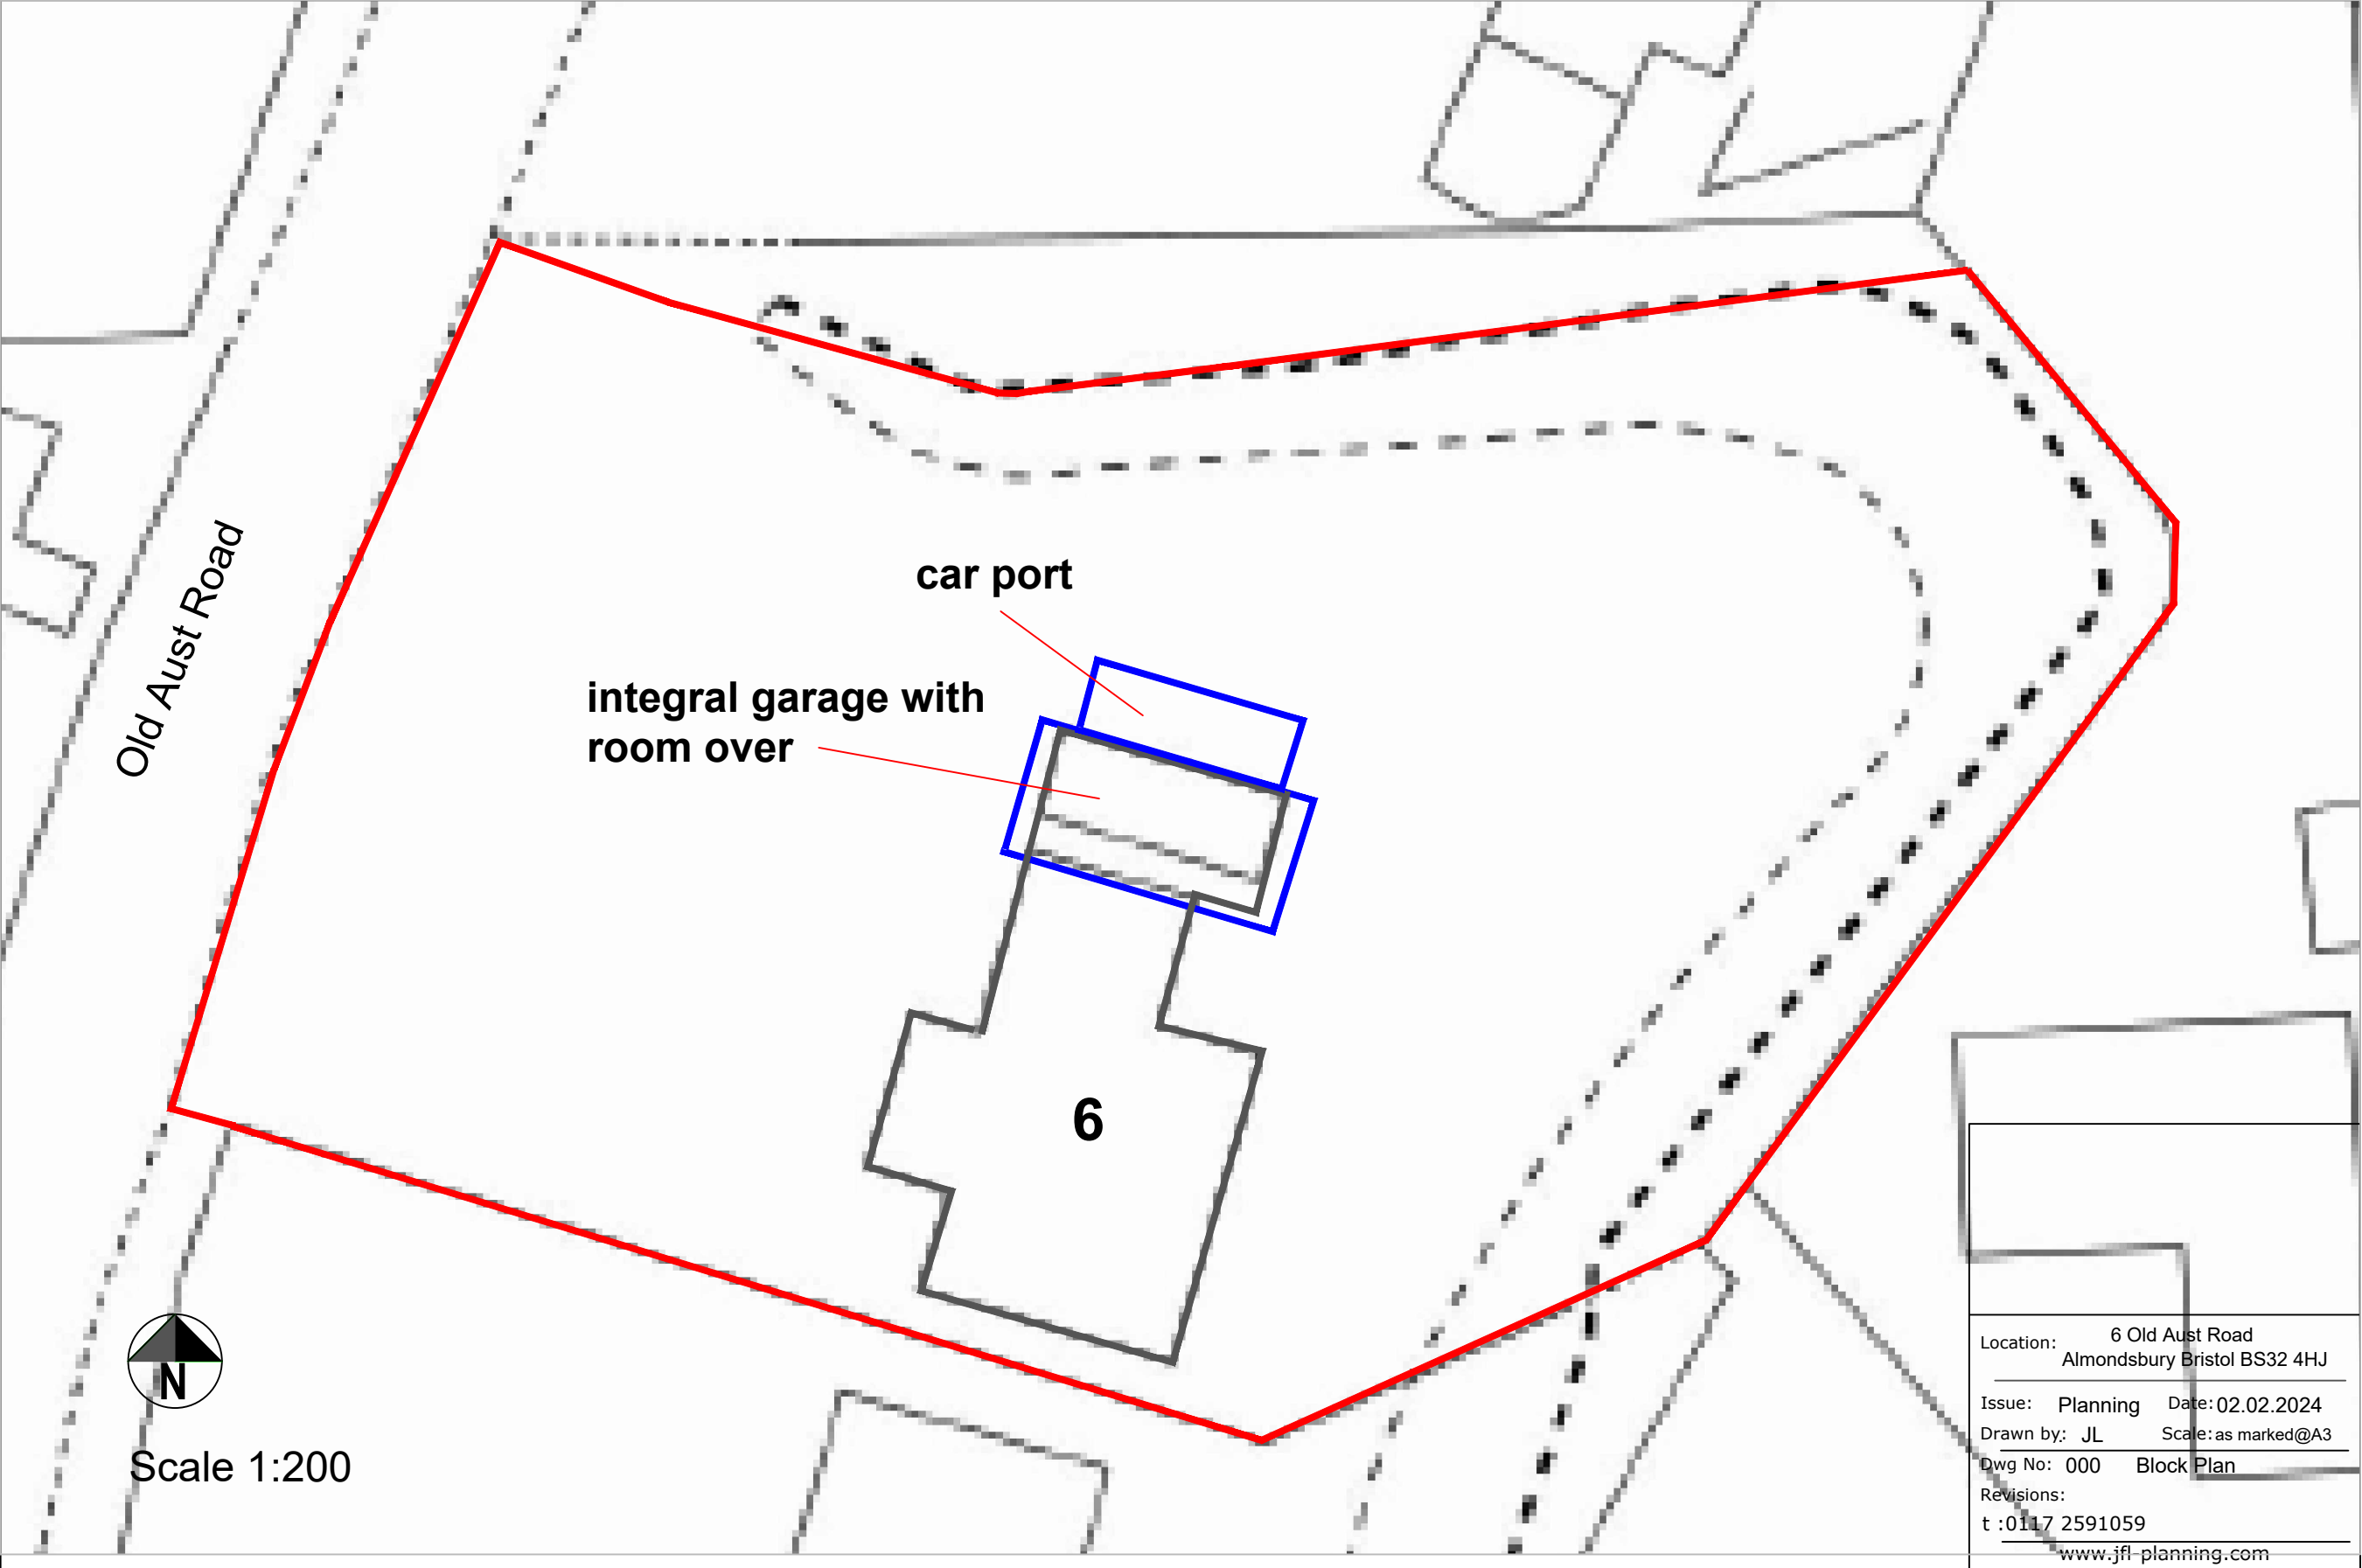 Old Aust Road
car port
integral garage with
room over
6
N
Scale 1:200
Location: 6 Old Aust Road
Almondsbury Bristol BS32 4HJ
Issue: Planning Date: 02.02.2024
Drawn by: JL Scale: as marked@A3
Dwg No: 000 Block Plan
Revisions:
t :0117 2591059
www.jfl-planning.com